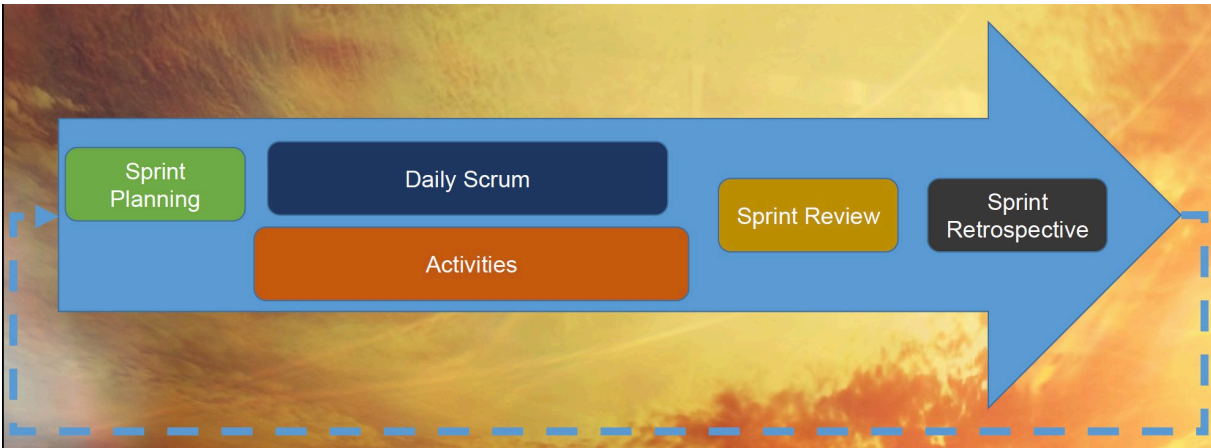 Sprint
Planning
Daily Scrum
Activities
Sprint Review
Sprint
Retrospective